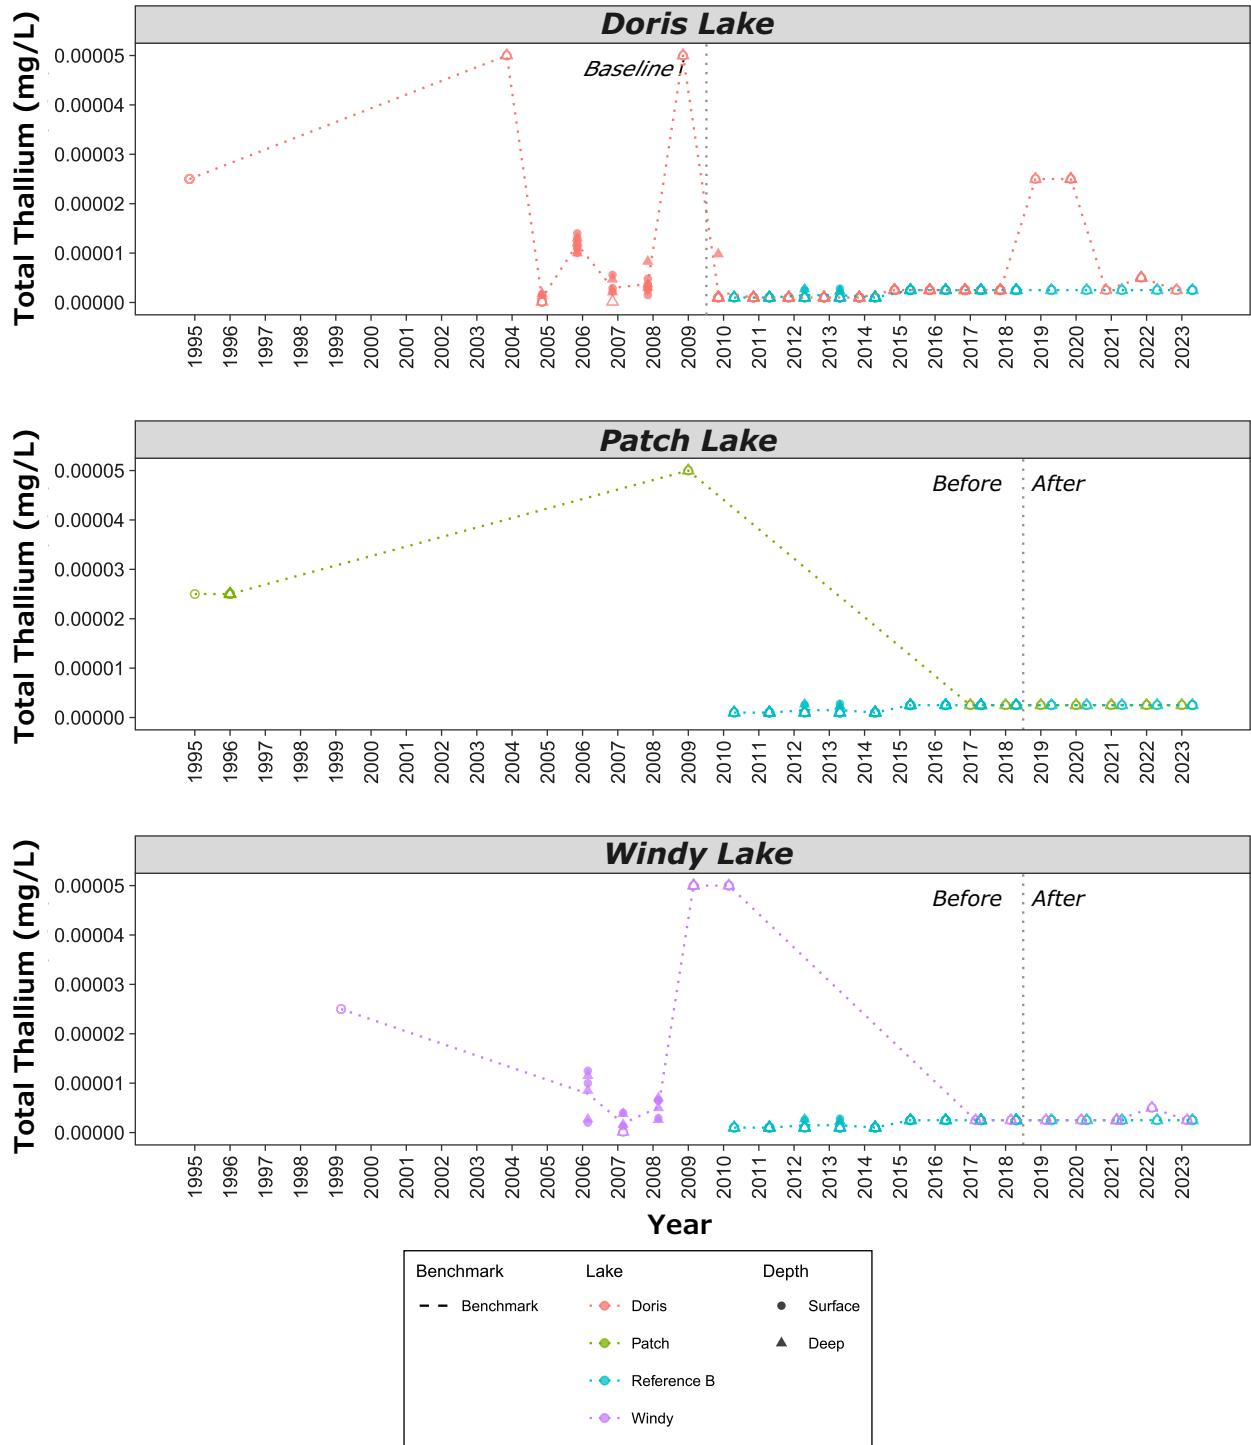 Doris Lake
Total Thallium (mg/L)
0.00005
0.00004
0.00003
0.00002
0.00001
0.00000
Baseline
1995 1996 1997 1998 1999 2000 2001 2002 2003 2004 2005 2006 2007 2008 2009 2010 2011 2012 2013 2014 2015 2016 2017 2018 2019 2020 2021 2022 2023
Patch Lake
Total Thallium (mg/L)
0.00005
0.00004
0.00003
0.00002
0.00001
0.00000
Before After
1995 1996 1997 1998 1999 2000 2001 2002 2003 2004 2005 2006 2007 2008 2009 2010 2011 2012 2013 2014 2015 2016 2017 2018 2019 2020 2021 2022 2023
Windy Lake
Total Thallium (mg/L)
0.00005
0.00004
0.00003
0.00002
0.00001
0.00000
Before After
1995 1996 1997 1998 1999 2000 2001 2002 2003 2004 2005 2006 2007 2008 2009 2010 2011 2012 2013 2014 2015 2016 2017 2018 2019 2020 2021 2022 2023
Year
Benchmark
Benchmark
Lake
Doris
Patch
Reference B
Windy
Depth
Surface
Deep